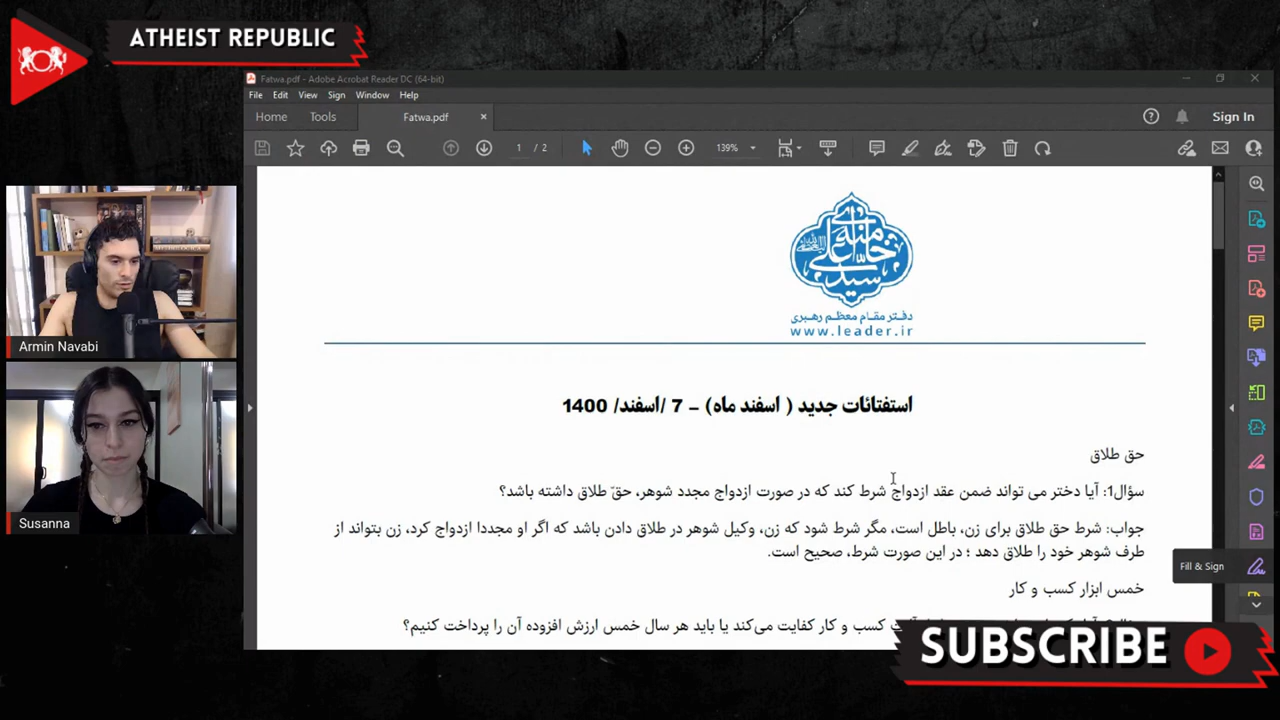 ATHEIST REPUBLIC
Fatwa.pdf - Adobe Acrobat Reader DC (64-bit)
File Edit View Sign Window Help
Home Tools Fatwa.pdf × Sign In
1 / 2 139%
سیدعلی خامنه‌ای
دفتر مقام معظم رهبری
www.leader.ir
استفتائات جدید ( اسفند ماه) – 7 /اسفند/ 1400
حق طلاق
سؤال1: آیا دختر می تواند ضمن عقد ازدواج شرط کند که در صورت ازدواج مجدد شوهر، حقّ طلاق داشته باشد؟
جواب: شرط حق طلاق برای زن، باطل است، مگر شرط شود که زن، وکیل شوهر در طلاق دادن باشد که اگر او مجددا ازدواج کرد، زن بتواند از
طرف شوهر خود را طلاق دهد ؛ در این صورت شرط، صحیح است.
خمس ابزار کسب و کار
کسب و کار کفایت می‌کند یا باید هر سال خمس ارزش افزوده آن را پرداخت کنیم؟
Armin Navabi
Susanna
Fill & Sign
SUBSCRIBE